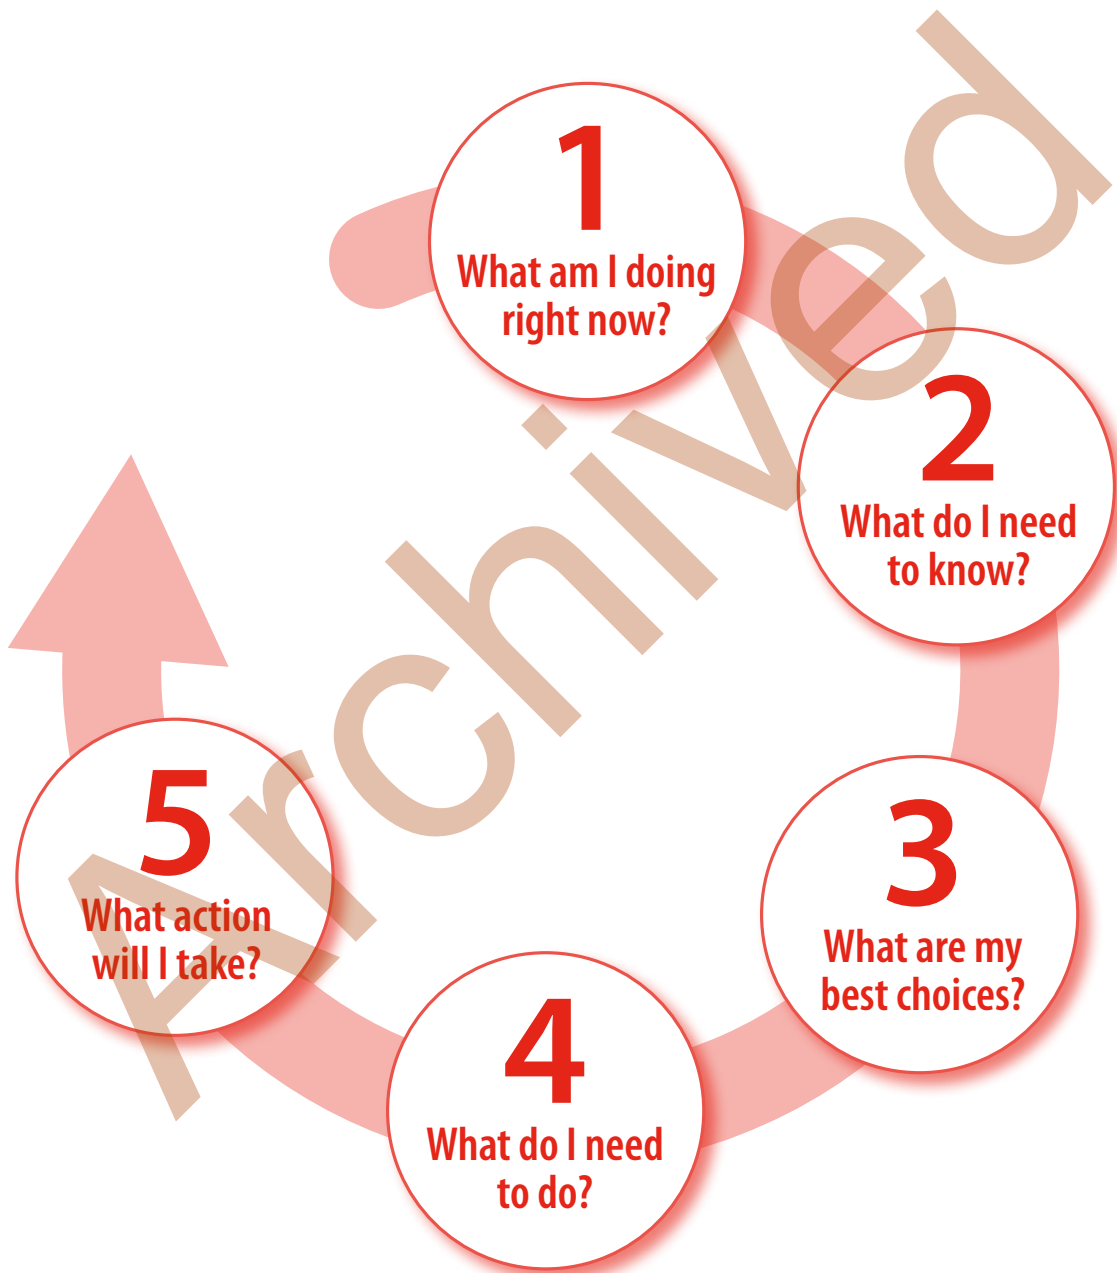 1
What am I doing
right now?
2
What do I need
to know?
3
What are my
best choices?
4
What do I need
to do?
5
What action
will I take?
Archived